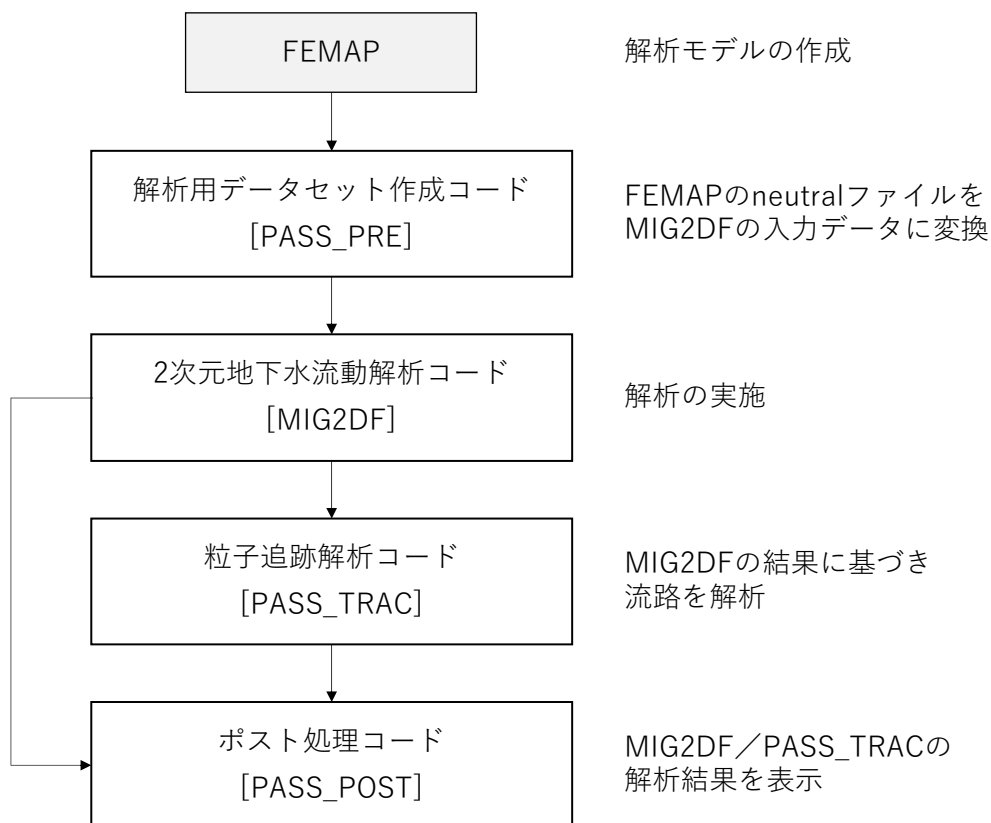 FEMAP
解析モデルの作成
解析用データセット作成コード
[PASS_PRE]
FEMAPのneutralファイルを
MIG2DFの入力データに変換
2次元地下水流動解析コード
[MIG2DF]
解析の実施
粒子追跡解析コード
[PASS_TRAC]
MIG2DFの結果に基づき
流路を解析
ポスト処理コード
[PASS_POST]
MIG2DF／PASS_TRACの
解析結果を表示